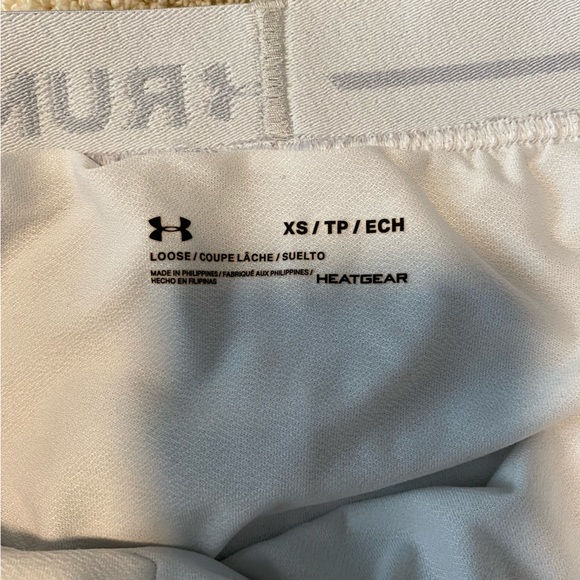 XS / TP / ECH
LOOSE / COUPE LÂCHE / SUELTO
MADE IN PHILIPPINES / FABRIQUÉ AUX PHILIPPINES /
HECHO EN FILIPINAS
HEATGEAR